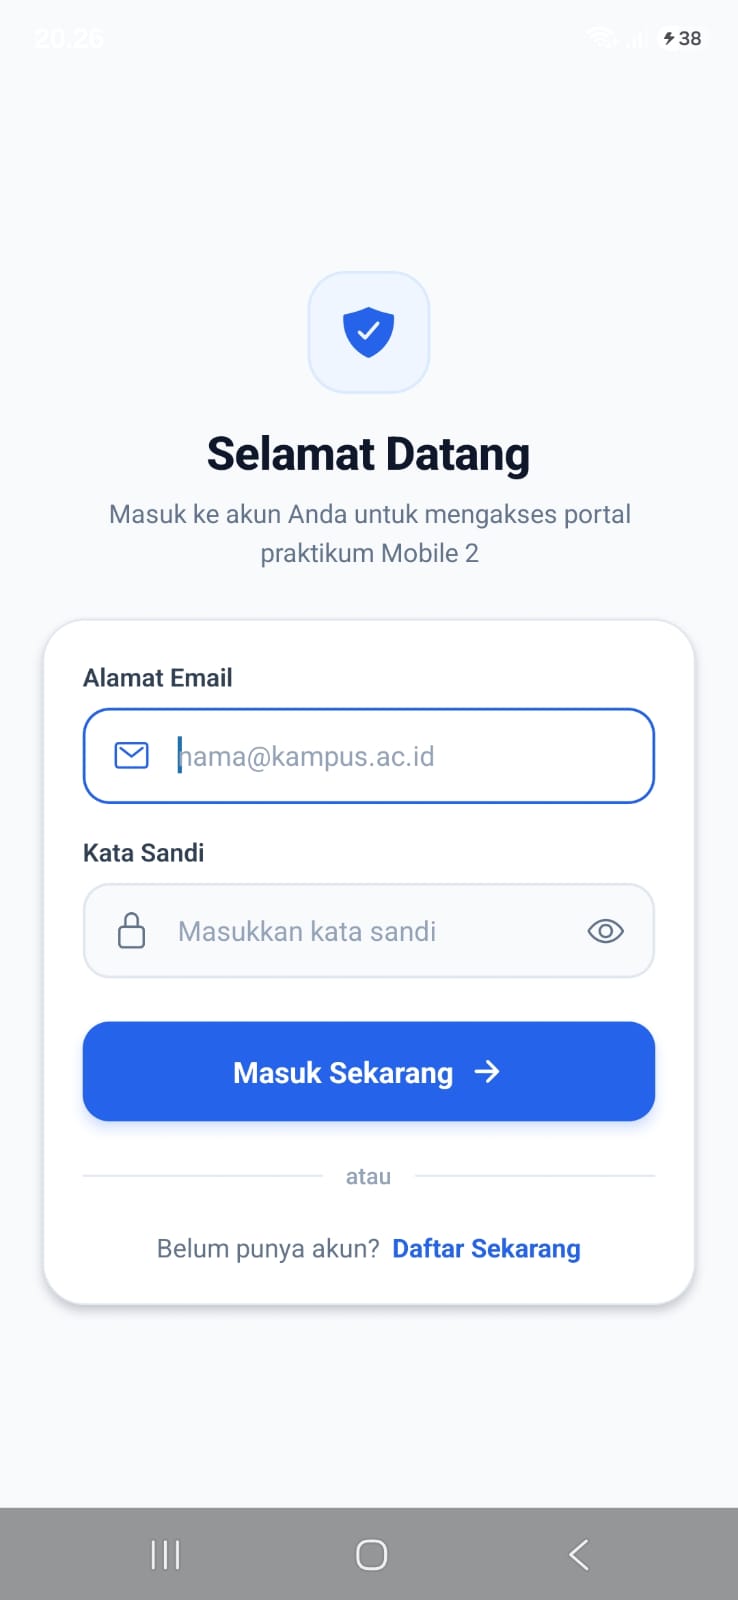 20.26
38
Selamat Datang
Masuk ke akun Anda untuk mengakses portal
praktikum Mobile 2
Alamat Email
nama@kampus.ac.id
Kata Sandi
Masukkan kata sandi
Masuk Sekarang
atau
Belum punya akun? Daftar Sekarang